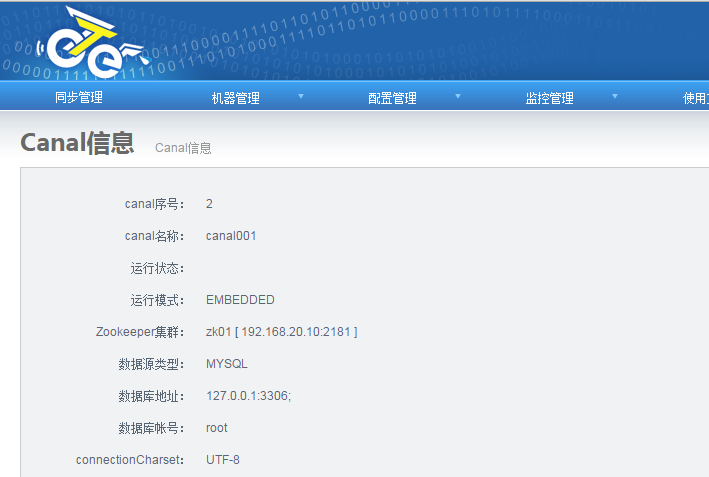 同步管理 机器管理 配置管理 监控管理 使用
Canal信息 Canal信息
canal序号： 2
canal名称： canal001
运行状态：
运行模式： EMBEDDED
Zookeeper集群： zk01 [ 192.168.20.10:2181 ]
数据源类型： MYSQL
数据库地址： 127.0.0.1:3306;
数据库帐号： root
connectionCharset： UTF-8